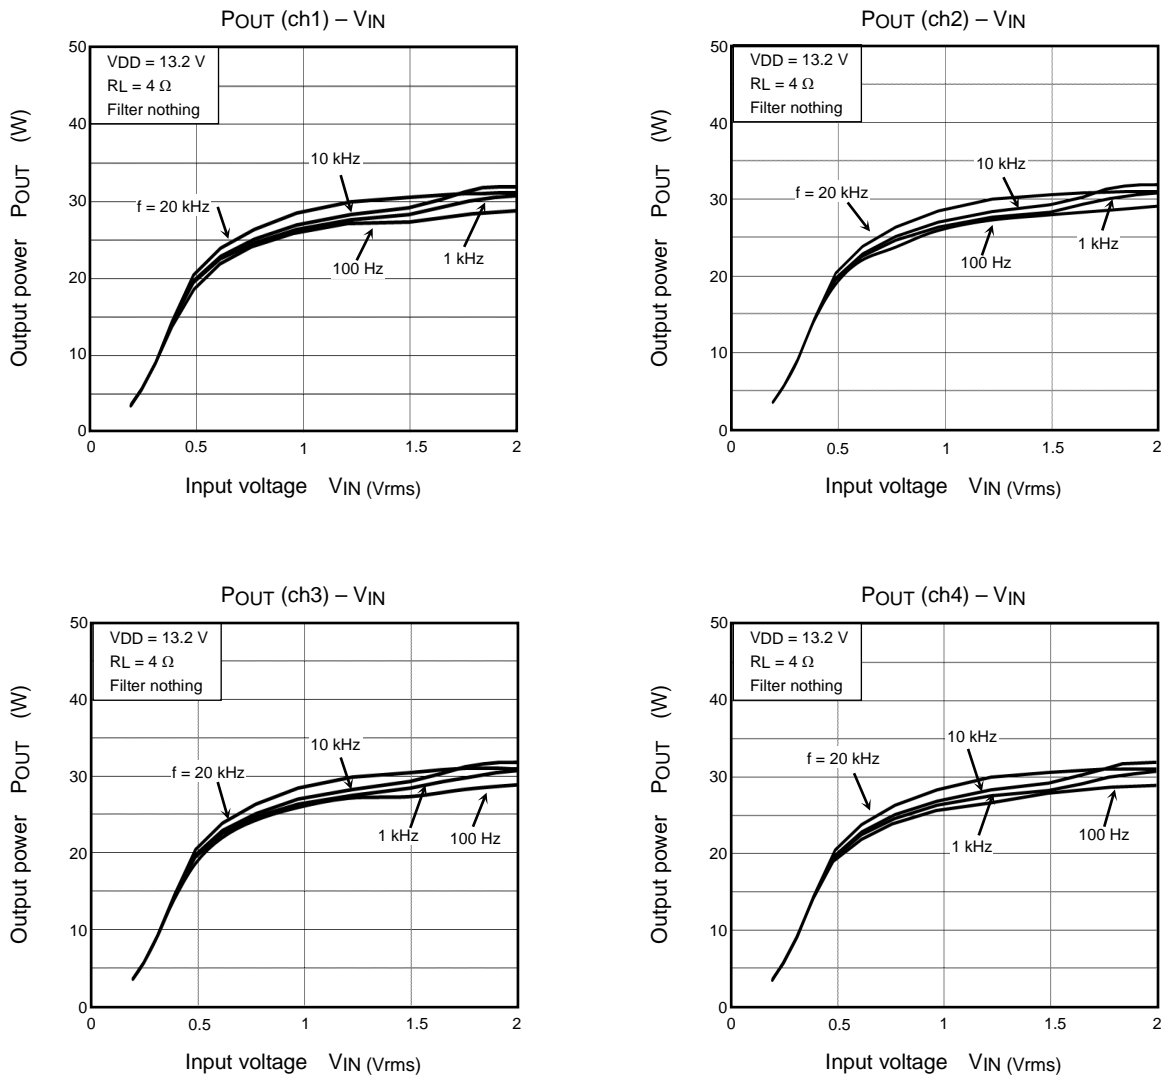 POUT (ch1) – VIN
50
40
30
20
10
0
VDD = 13.2 V
RL = 4 Ω
Filter nothing
10 kHz
f = 20 kHz
1 kHz
100 Hz
Output power POUT (W)
0 0.5 1 1.5 2
Input voltage VIN (Vrms)
POUT (ch2) – VIN
50
40
30
20
10
0
VDD = 13.2 V
RL = 4 Ω
Filter nothing
10 kHz
f = 20 kHz
1 kHz
100 Hz
Output power POUT (W)
0 0.5 1 1.5 2
Input voltage VIN (Vrms)
POUT (ch3) – VIN
50
40
30
20
10
0
VDD = 13.2 V
RL = 4 Ω
Filter nothing
10 kHz
f = 20 kHz
1 kHz
100 Hz
Output power POUT (W)
0 0.5 1 1.5 2
Input voltage VIN (Vrms)
POUT (ch4) – VIN
50
40
30
20
10
0
VDD = 13.2 V
RL = 4 Ω
Filter nothing
10 kHz
f = 20 kHz
100 Hz
1 kHz
Output power POUT (W)
0 0.5 1 1.5 2
Input voltage VIN (Vrms)